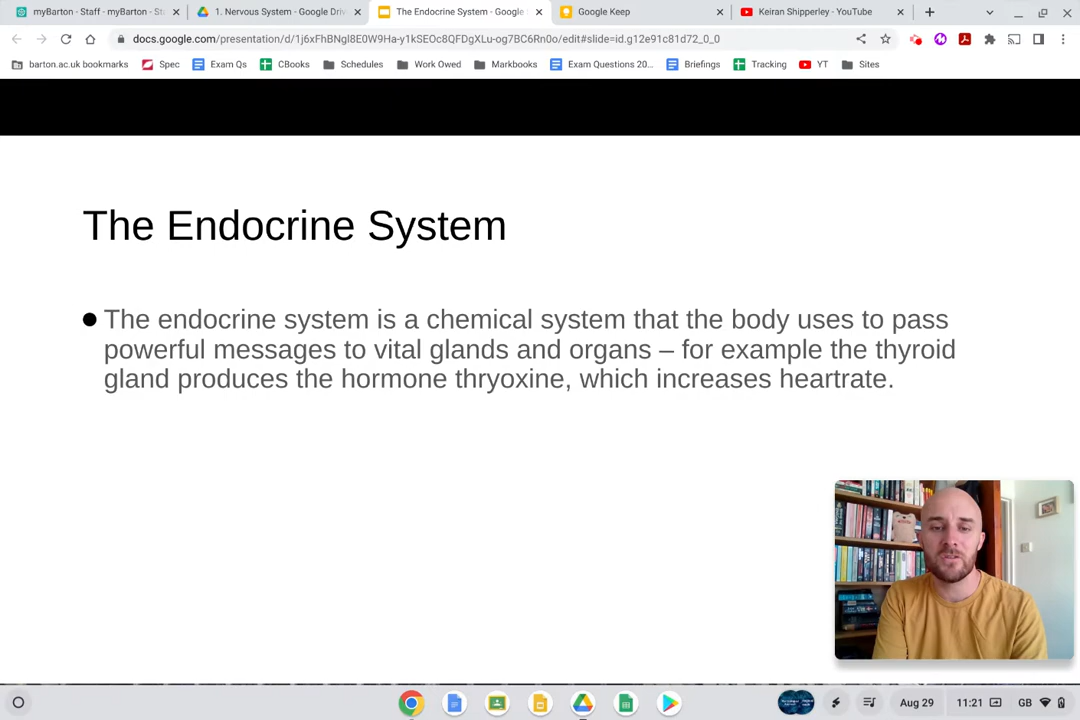 myBarton - Staff - myBarton - St
1. Nervous System - Google Driv
The Endocrine System - Google
Google Keep
Keiran Shipperley - YouTube
docs.google.com/presentation/d/1j6xFhBNgI8E0W9Ha-y1kSEOc8QFDgXLu-og7BC6Rn0o/edit#slide=id.g12e91c81d72_0_0
barton.ac.uk bookmarks
Spec
Exam Qs
CBooks
Schedules
Work Owed
Markbooks
Exam Questions 20...
Briefings
Tracking
YT
Sites
The Endocrine System
● The endocrine system is a chemical system that the body uses to pass
powerful messages to vital glands and organs – for example the thyroid
gland produces the hormone thryoxine, which increases heartrate.
Aug 29
11:21
GB